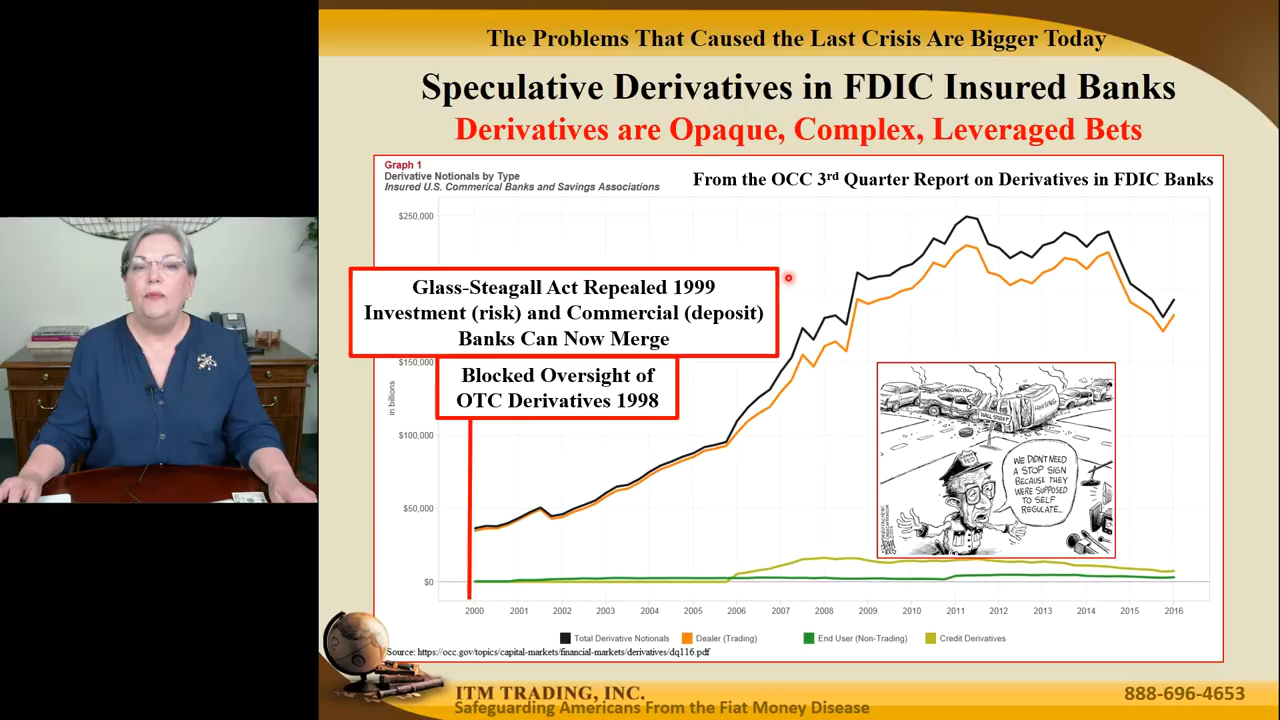 The Problems That Caused the Last Crisis Are Bigger Today
Speculative Derivatives in FDIC Insured Banks
Derivatives are Opaque, Complex, Leveraged Bets
Graph 1
Derivative Notionals by Type
Insured U.S. Commerical Banks and Savings Associations
From the OCC 3rd Quarter Report on Derivatives in FDIC Banks
$250,000
Glass-Steagall Act Repealed 1999
Investment (risk) and Commercial (deposit)
Banks Can Now Merge
$150,000
Blocked Oversight of
OTC Derivatives 1998
in billions
$100,000
$50,000
$0
FINANCIAL
WALL STREET
HOUSING
FED
WE DIDN'T NEED
A STOP SIGN
BECAUSE THEY
WERE SUPPOSED
TO SELF
REGULATE...
2000 2001 2002 2003 2004 2005 2006 2007 2008 2009 2010 2011 2012 2013 2014 2015 2016
Total Derivative Notionals Dealer (Trading) End User (Non-Trading) Credit Derivatives
Source: https://occ.gov/topics/capital-markets/financial-markets/derivatives/dq116.pdf
ITM TRADING, INC.
Safeguarding Americans From the Fiat Money Disease
888-696-4653